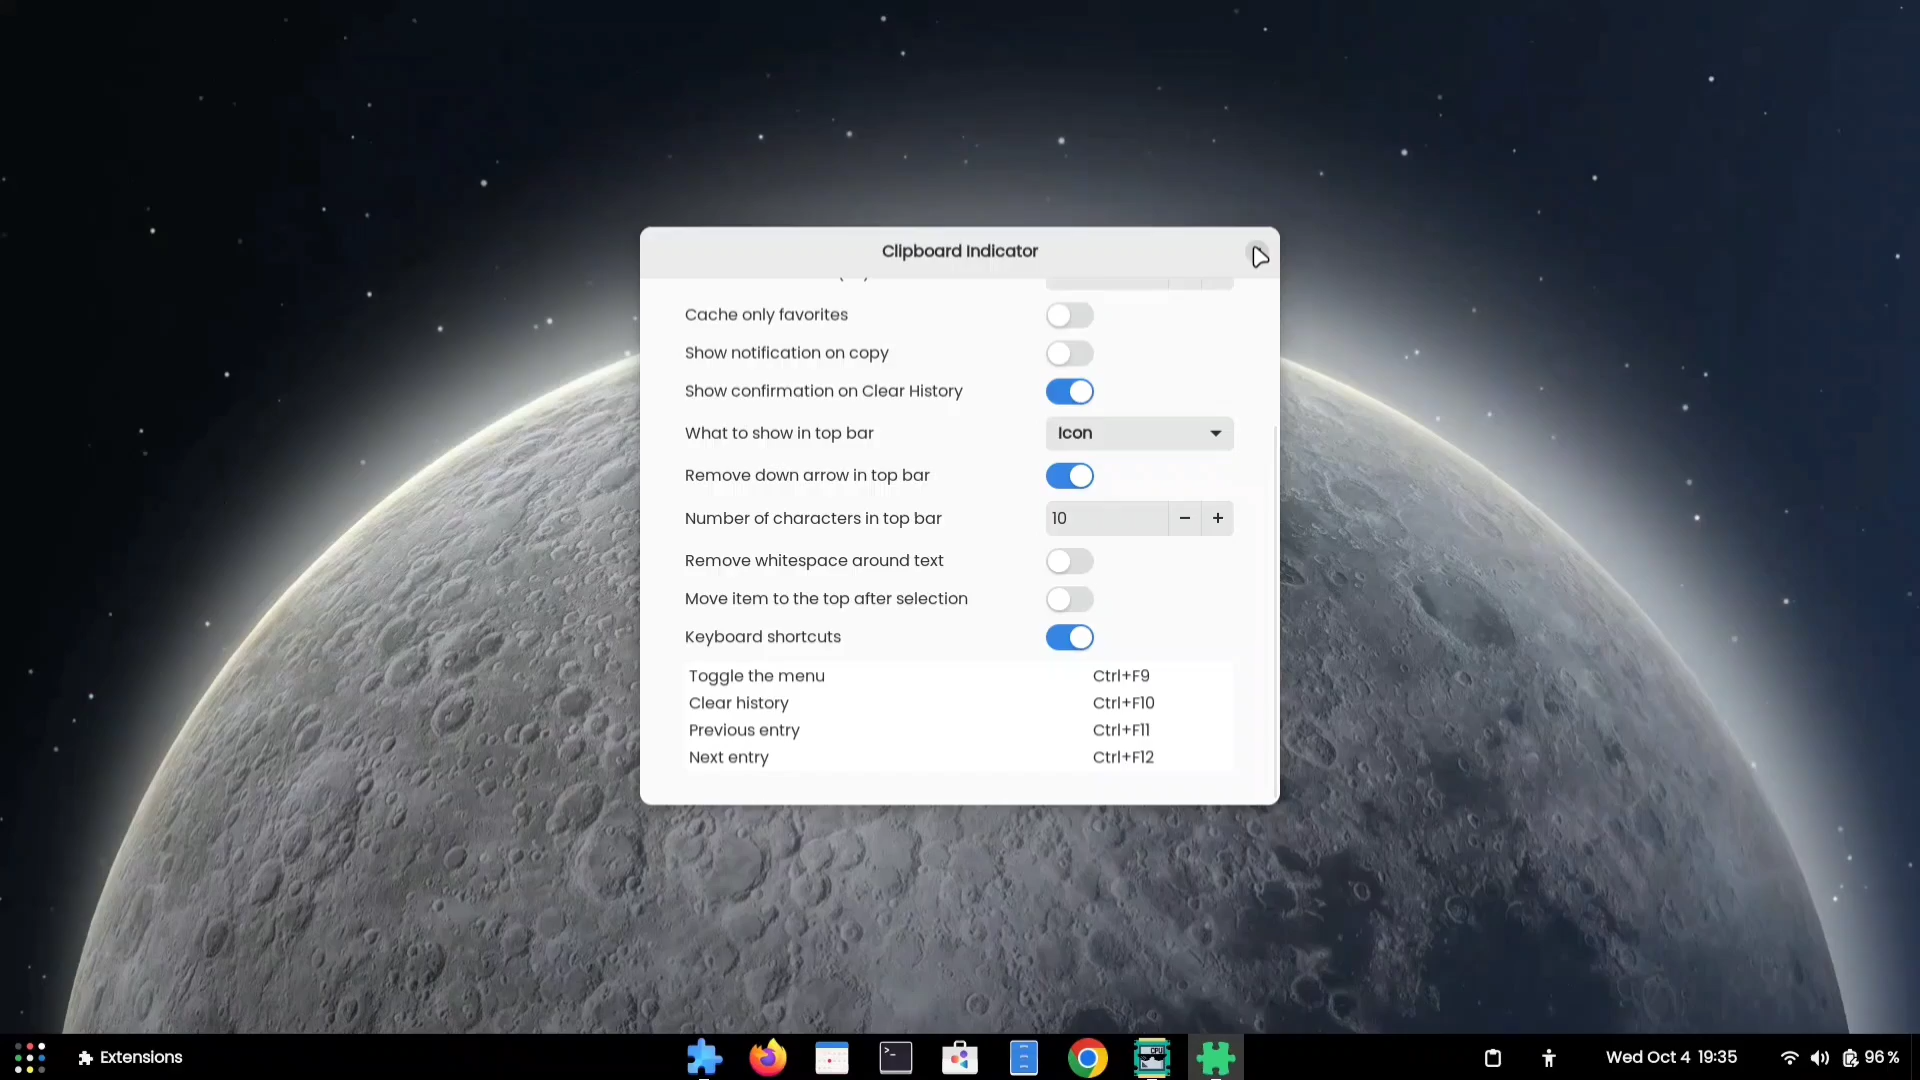 Clipboard Indicator
Cache only favorites
Show notification on copy
Show confirmation on Clear History
What to show in top bar Icon
Remove down arrow in top bar
Number of characters in top bar 10 − +
Remove whitespace around text
Move item to the top after selection
Keyboard shortcuts
Toggle the menu Ctrl+F9
Clear history Ctrl+F10
Previous entry Ctrl+F11
Next entry Ctrl+F12
Extensions >_ CPU Wed Oct 4 19:35 96 %